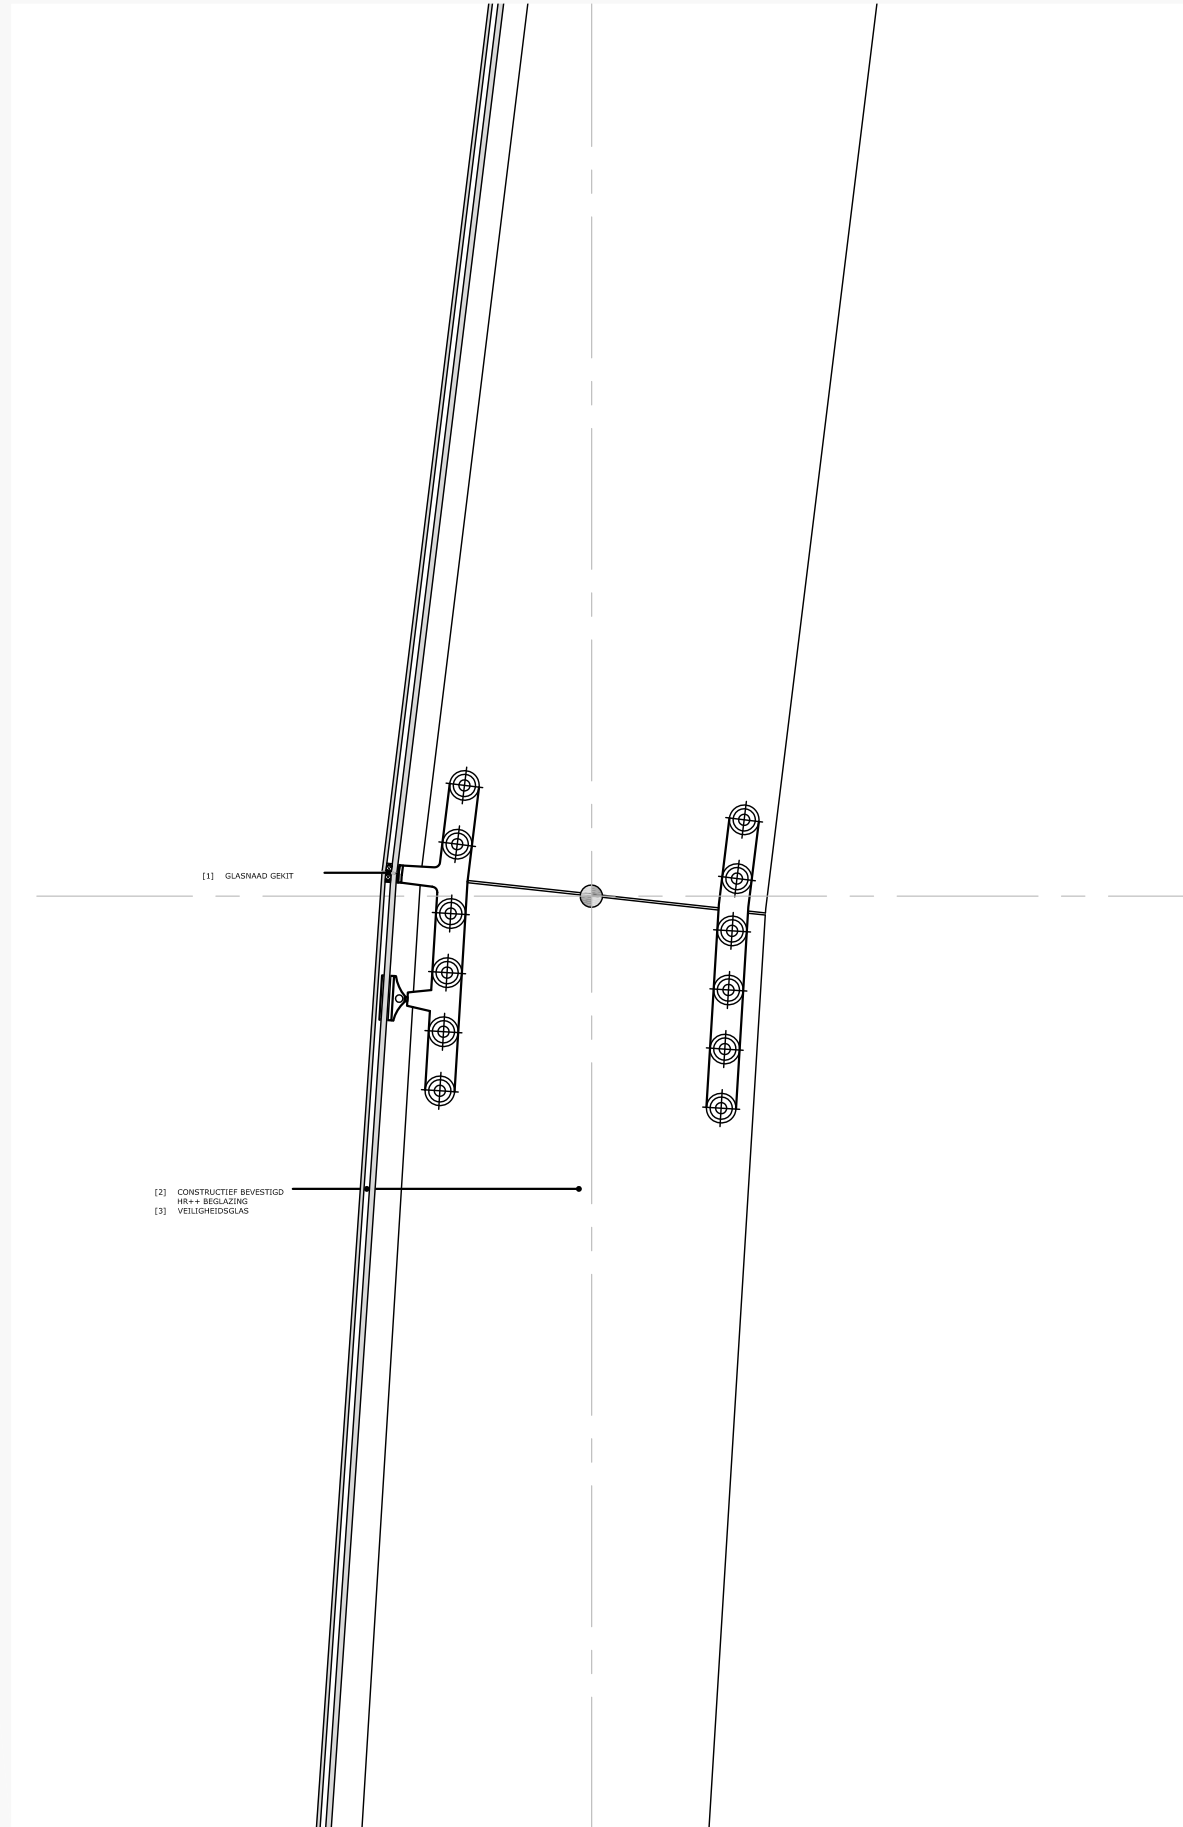 [1] GLASNAAD GEKIT
[2] CONSTRUCTIEF BEVESTIGD
HR++ BEGLAZING
[3] VEILIGHEIDSGLAS